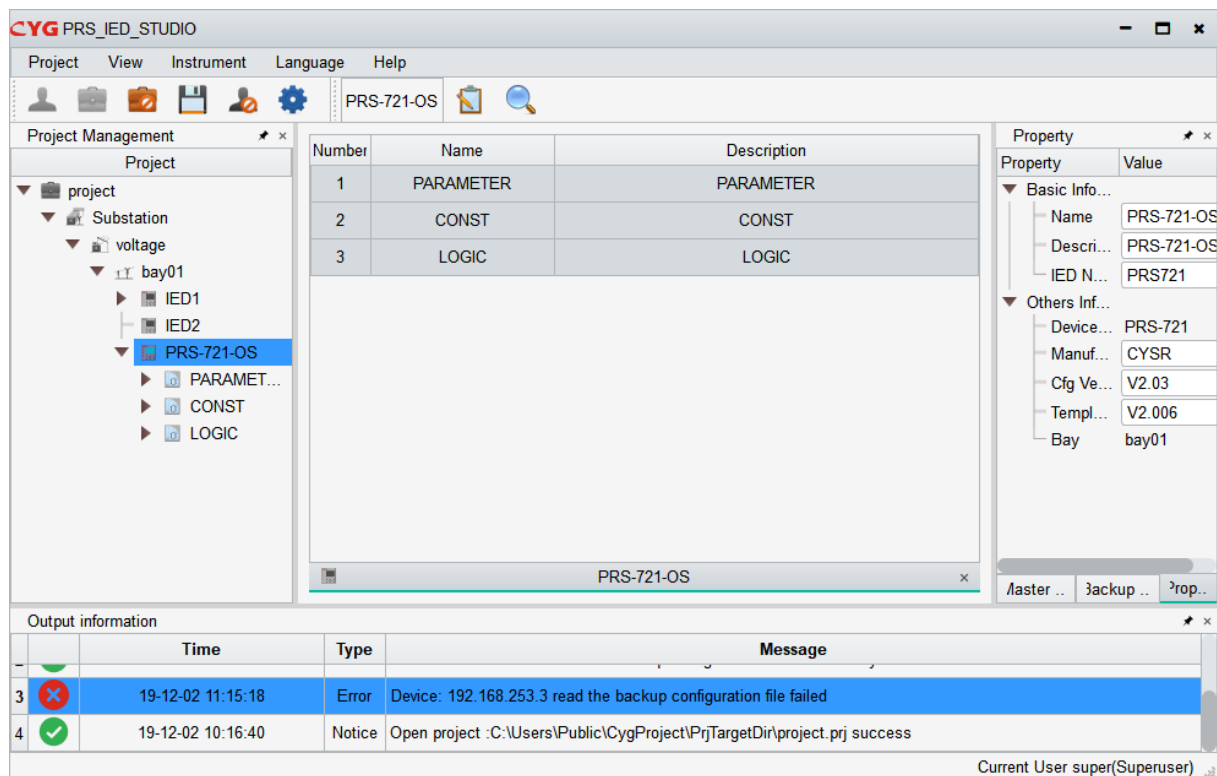 CYG PRS_IED_STUDIO
Project View Instrument Language Help
PRS-721-OS
Project Management
Project
project
Substation
voltage
bay01
IED1
IED2
PRS-721-OS
PARAMET...
CONST
LOGIC
Number Name Description
1 PARAMETER PARAMETER
2 CONST CONST
3 LOGIC LOGIC
PRS-721-OS
Property
Property Value
Basic Info...
Name PRS-721-OS
Descri... PRS-721-OS
IED N... PRS721
Others Inf...
Device... PRS-721
Manuf... CYSR
Cfg Ve... V2.03
Templ... V2.006
Bay bay01
Master .. Backup .. Prop..
Output information
Time Type Message
3 19-12-02 11:15:18 Error Device: 192.168.253.3 read the backup configuration file failed
4 19-12-02 10:16:40 Notice Open project :C:\Users\Public\CygProject\PrjTargetDir\project.prj success
Current User super(Superuser)